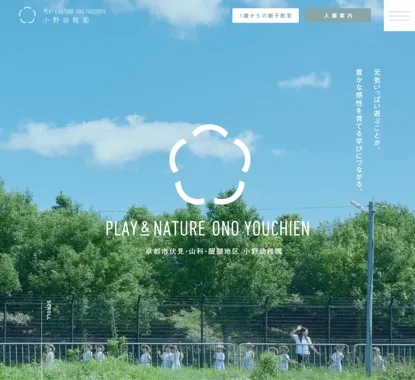 PLAY & NATURE ONO YOUCHIEN
小野幼稚園
1歳からの親子教室
入園案内
元気いっぱい遊ぶことが、
豊かな感性を育てる学びにつながる。
PLAY & NATURE ONO YOUCHIEN
京都市伏見・山科・醍醐地区 小野幼稚園
SCROLL